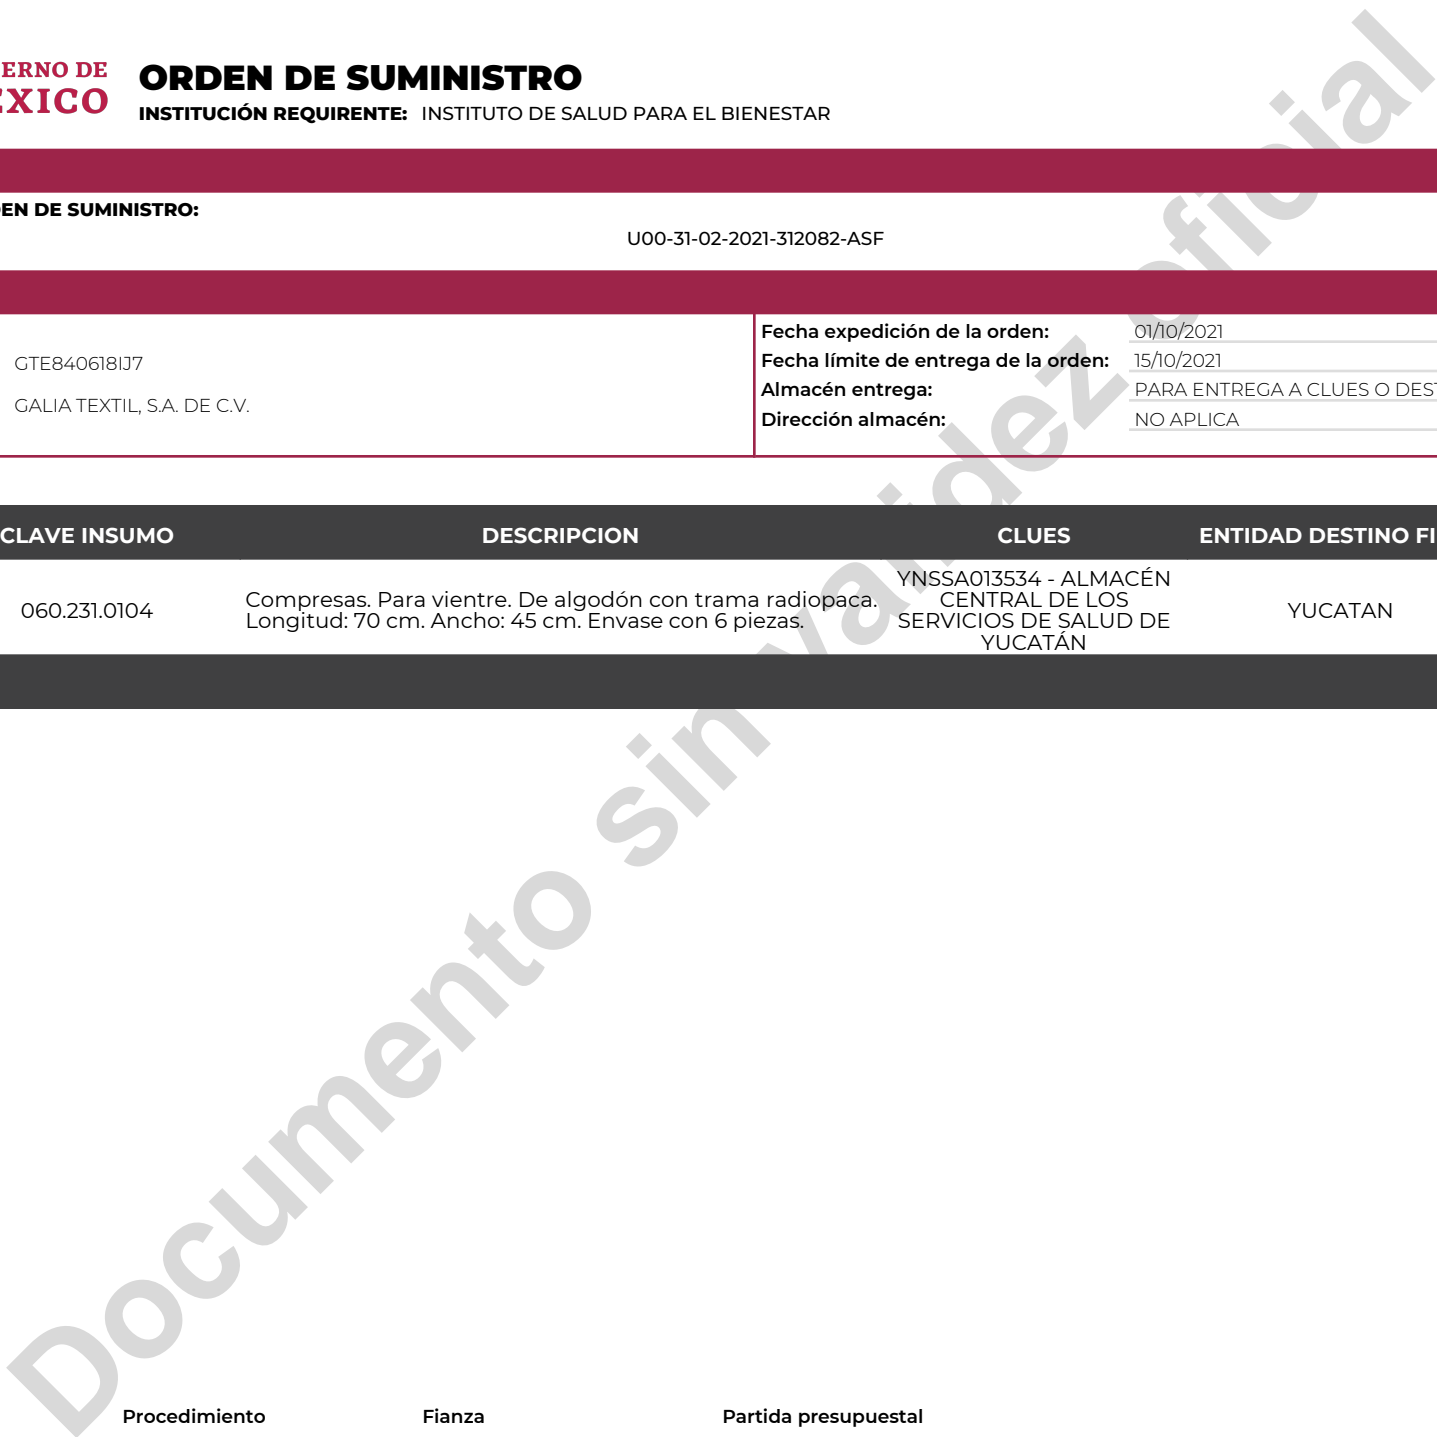 ERNO DE
EXICO
ORDEN DE SUMINISTRO
INSTITUCIÓN REQUIRENTE: INSTITUTO DE SALUD PARA EL BIENESTAR
EN DE SUMINISTRO:
U00-31-02-2021-312082-ASF
GTE840618IJ7
GALIA TEXTIL, S.A. DE C.V.
Fecha expedición de la orden: 01/10/2021
Fecha límite de entrega de la orden: 15/10/2021
Almacén entrega: PARA ENTREGA A CLUES O DEST
Dirección almacén: NO APLICA
CLAVE INSUMO DESCRIPCION CLUES ENTIDAD DESTINO FI
060.231.0104
Compresas. Para vientre. De algodón con trama radiopaca.
Longitud: 70 cm. Ancho: 45 cm. Envase con 6 piezas.
YNSSA013534 - ALMACÉN
CENTRAL DE LOS
SERVICIOS DE SALUD DE
YUCATÁN
YUCATAN
Documento sin validez oficial
Procedimiento Fianza Partida presupuestal